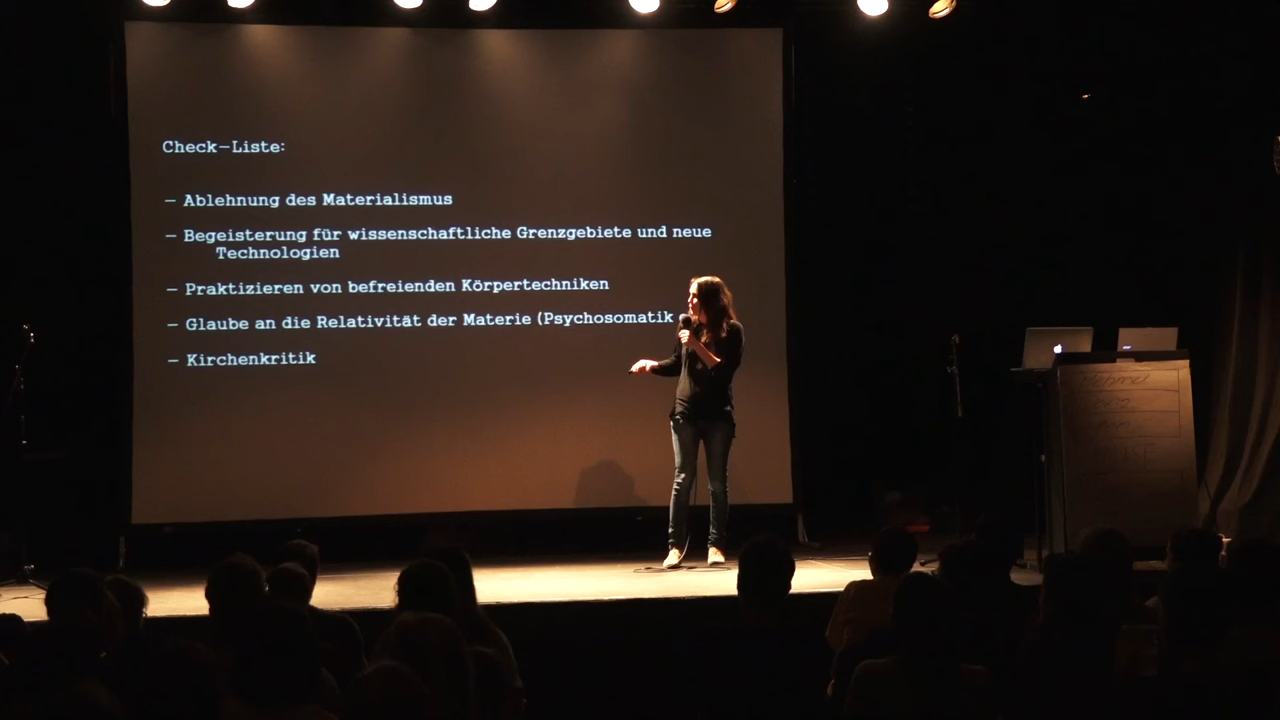 Check-Liste:
- Ablehnung des Materialismus
- Begeisterung für wissenschaftliche Grenzgebiete und neue
Technologien
- Praktizieren von befreienden Körpertechniken
- Glaube an die Relativität der Materie (Psychosomatik
- Kirchenkritik